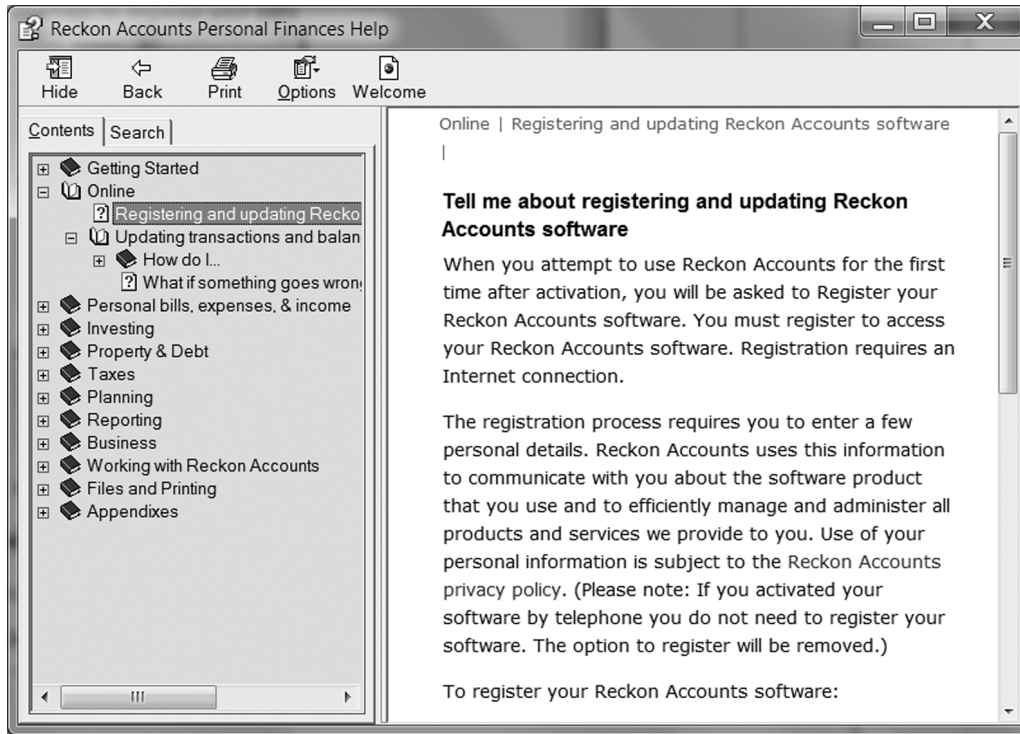 Reckon Accounts Personal Finances Help
Hide Back Print Options Welcome
Contents Search
Getting Started
Online
Registering and updating Recko
Updating transactions and balan
How do I...
What if something goes wron
Personal bills, expenses, & income
Investing
Property & Debt
Taxes
Planning
Reporting
Business
Working with Reckon Accounts
Files and Printing
Appendixes
Online | Registering and updating Reckon Accounts software
|
Tell me about registering and updating Reckon
Accounts software
When you attempt to use Reckon Accounts for the first
time after activation, you will be asked to Register your
Reckon Accounts software. You must register to access
your Reckon Accounts software. Registration requires an
Internet connection.
The registration process requires you to enter a few
personal details. Reckon Accounts uses this information
to communicate with you about the software product
that you use and to efficiently manage and administer all
products and services we provide to you. Use of your
personal information is subject to the Reckon Accounts
privacy policy. (Please note: If you activated your
software by telephone you do not need to register your
software. The option to register will be removed.)
To register your Reckon Accounts software: